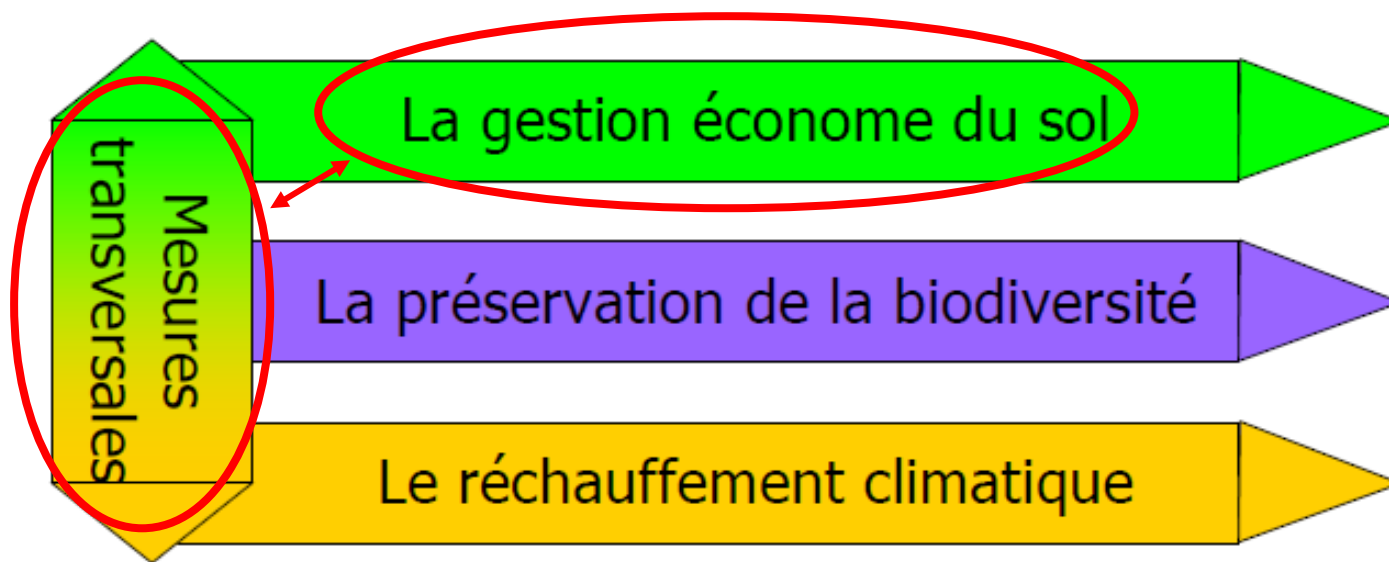 La gestion économe du sol
Mesures
transversales
La préservation de la biodiversité
Le réchauffement climatique